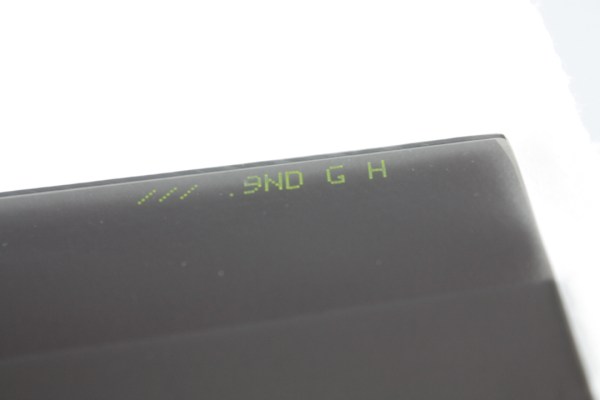 /// .9ND G H